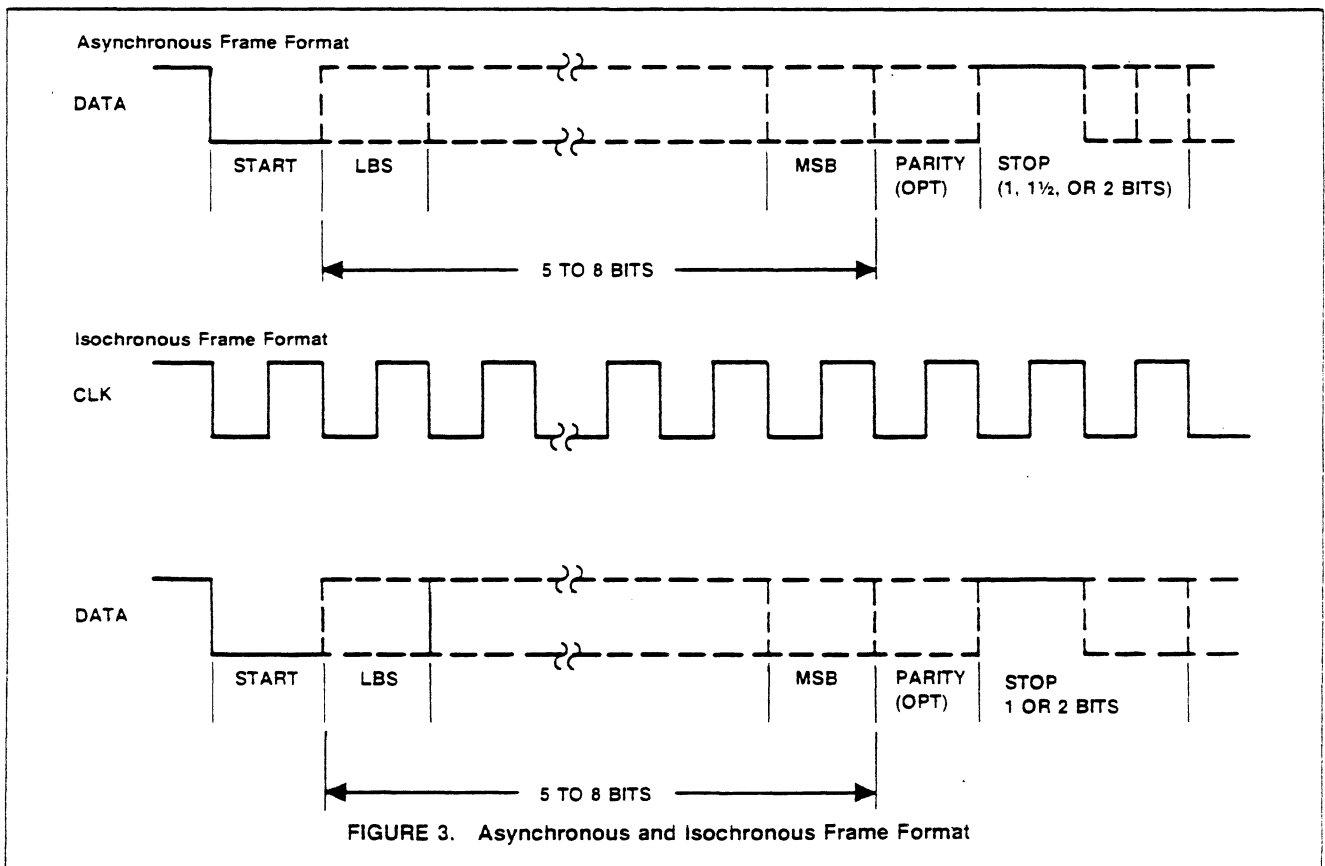 Asynchronous Frame Format
DATA
START LBS MSB PARITY STOP
(OPT) (1, 1½, OR 2 BITS)
5 TO 8 BITS
Isochronous Frame Format
CLK
DATA
START LBS MSB PARITY STOP
(OPT) 1 OR 2 BITS
5 TO 8 BITS
FIGURE 3. Asynchronous and Isochronous Frame Format